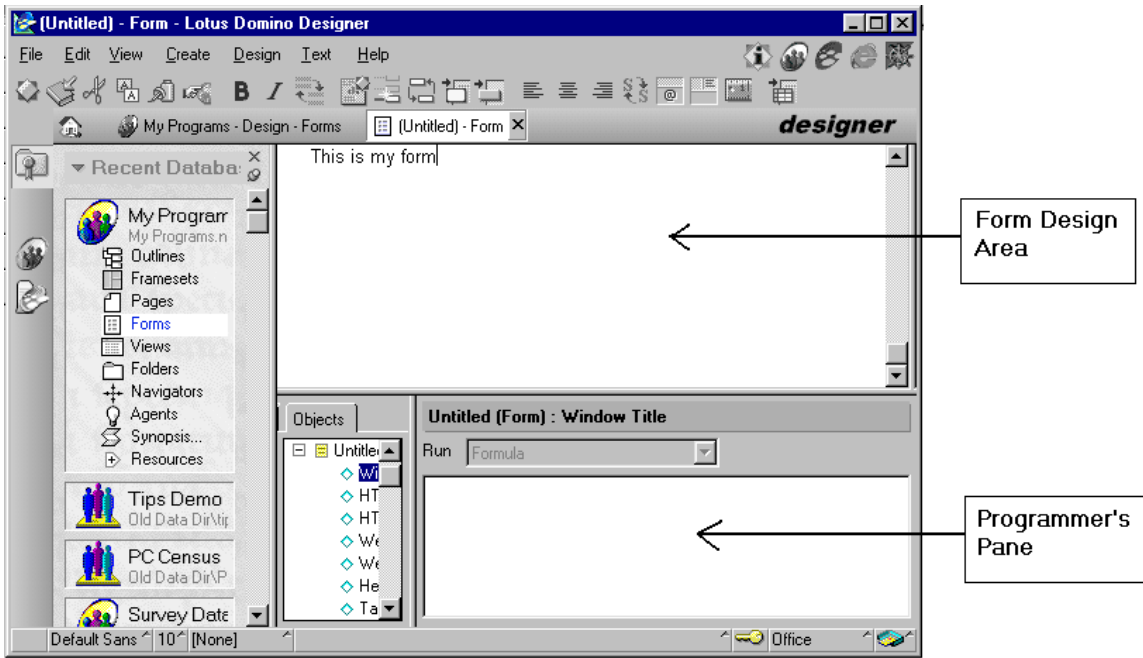 (Untitled) - Form - Lotus Domino Designer
File Edit View Create Design Text Help
B I
My Programs - Design - Forms (Untitled) - Form X designer
Recent Databa:
This is my form
My Program
My Programs.n
Outlines
Framesets
Pages
Forms
Views
Folders
Navigators
Agents
Synopsis...
Resources
Tips Demo
Old Data Dir\tip
PC Census
Old Data Dir\P
Survey Data
Objects
Untitle
Wi
HT
HT
We
We
He
Ta
Untitled (Form) : Window Title
Run Formula
Default Sans 10 [None] Office
Form Design
Area
Programmer's
Pane